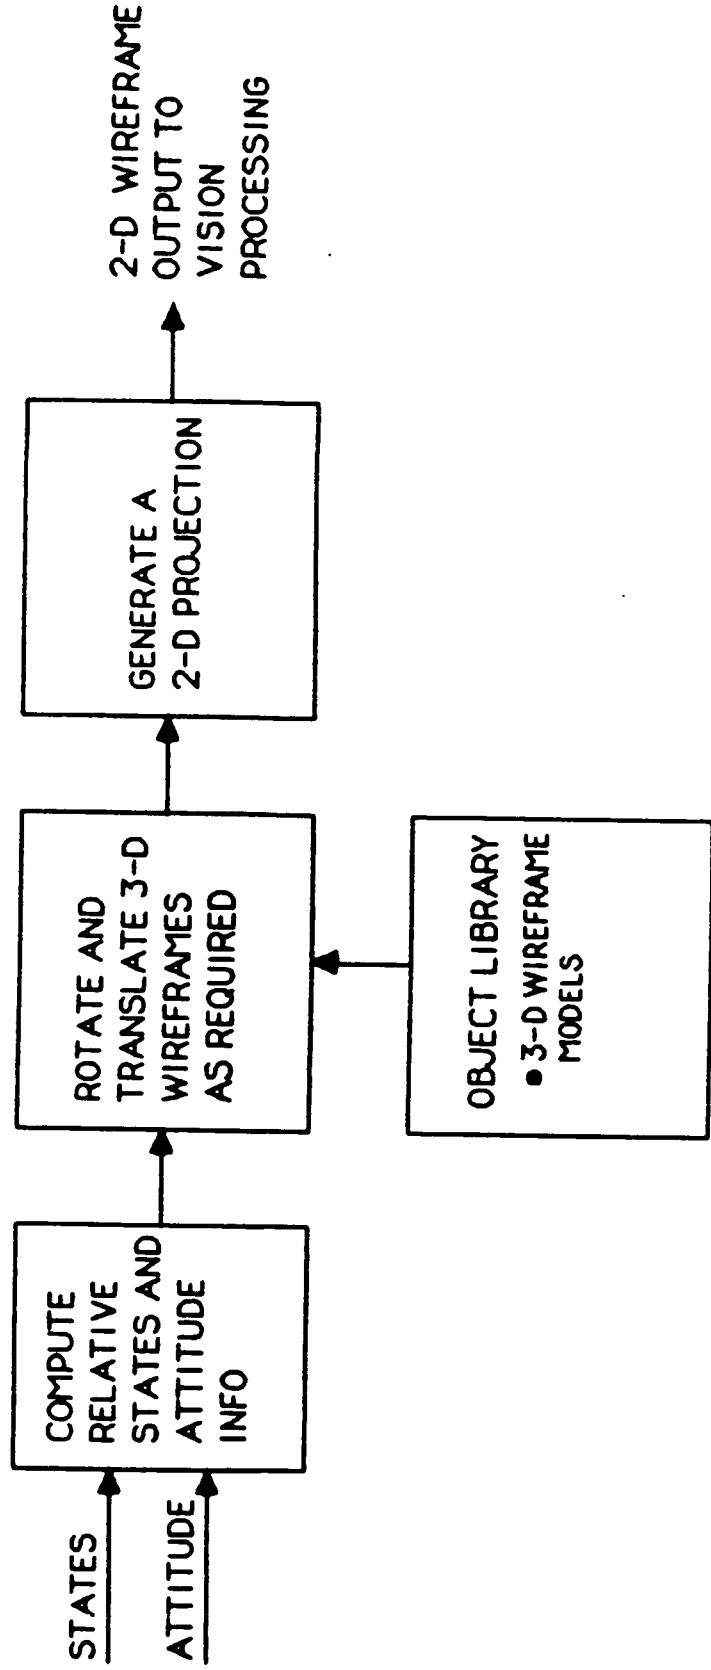 STATES
ATTITUDE
COMPUTE
RELATIVE
STATES AND
ATTITUDE
INFO
ROTATE AND
TRANSLATE 3-D
WIREFRAMES
AS REQUIRED
GENERATE A
2-D PROJECTION
2-D WIREFRAME
OUTPUT TO
VISION
PROCESSING
OBJECT LIBRARY
• 3-D WIREFRAME
MODELS